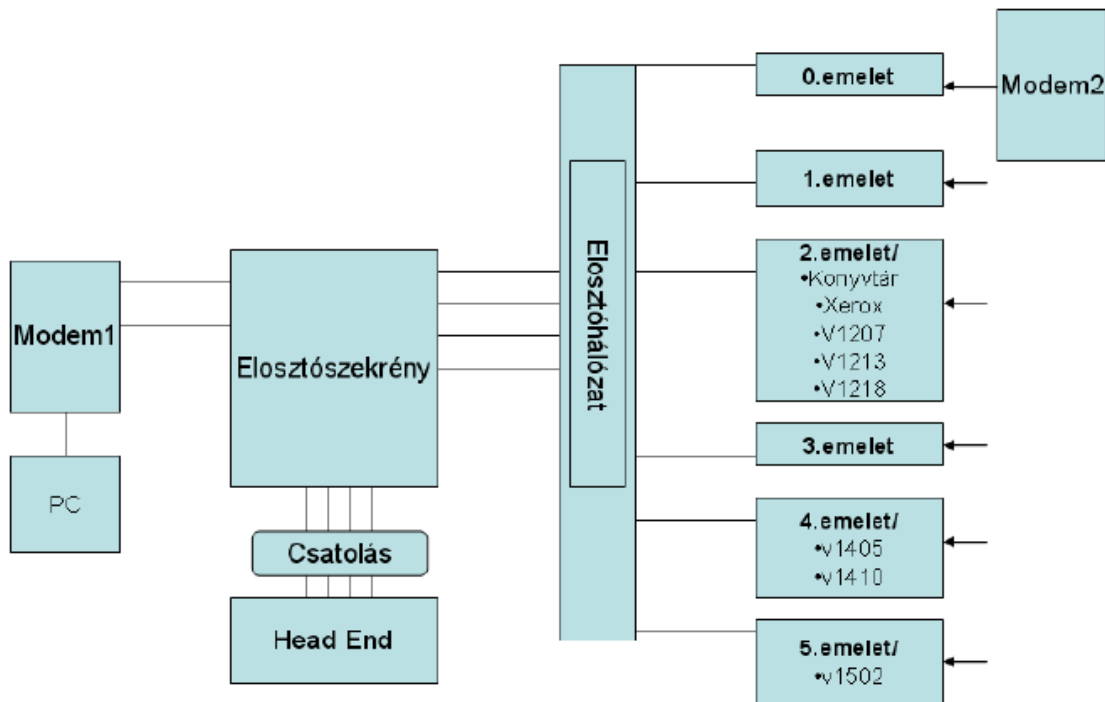 0.emelet
Modem2
1.emelet
2.emelet/
•Konyvtár
•Xerox
•V1207
•V1213
•V1218
3.emelet
4.emelet/
•v1405
•v1410
5.emelet/
•v1502
Elosztóhálózat
Elosztószekrény
Modem1
PC
Csatolás
Head End